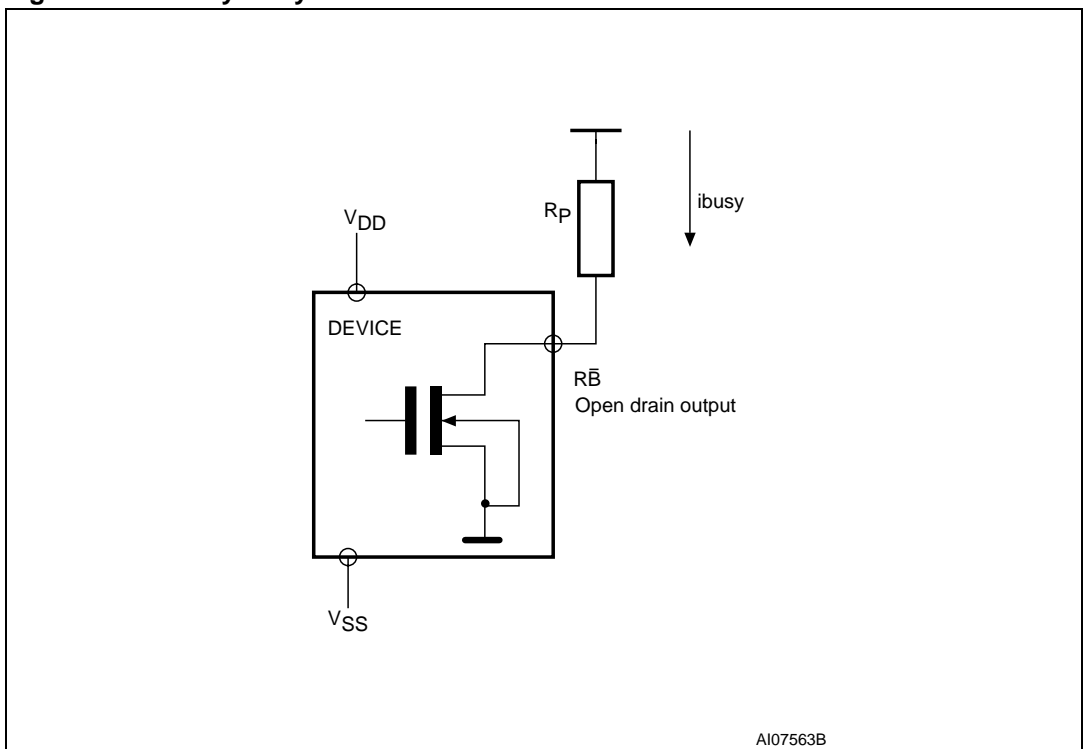 RP
ibusy
VDD
DEVICE
RB̅
Open drain output
VSS
AI07563B